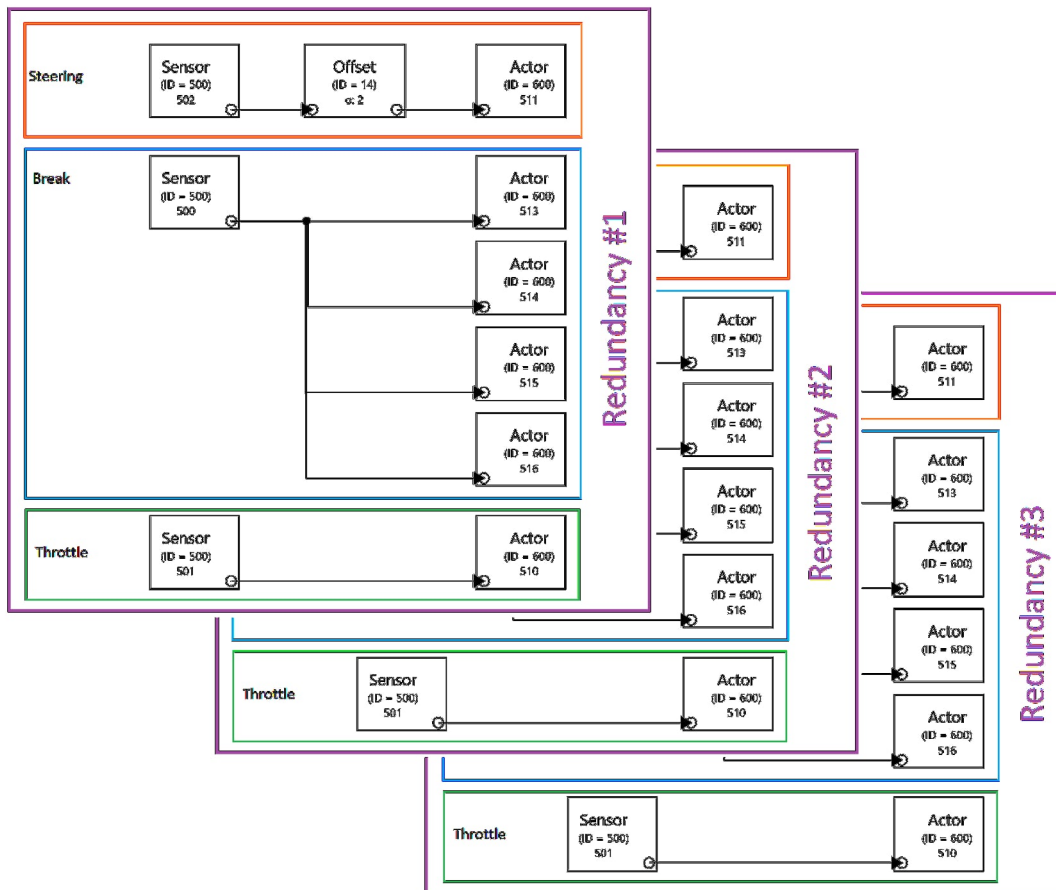 Steering
Sensor
(ID = 500)
502
Offset
(ID = 14)
α: 2
Actor
(ID = 600)
511
Break
Sensor
(ID = 500)
500
Actor
(ID = 600)
513
Actor
(ID = 600)
514
Actor
(ID = 600)
515
Actor
(ID = 600)
516
Throttle
Sensor
(ID = 500)
501
Actor
(ID = 600)
510
Redundancy #1
Actor
(ID = 600)
511
Actor
(ID = 600)
513
Actor
(ID = 600)
514
Actor
(ID = 600)
515
Actor
(ID = 600)
516
Throttle
Sensor
(ID = 500)
501
Actor
(ID = 600)
510
Redundancy #2
Actor
(ID = 600)
511
Actor
(ID = 600)
513
Actor
(ID = 600)
514
Actor
(ID = 600)
515
Actor
(ID = 600)
516
Throttle
Sensor
(ID = 500)
501
Actor
(ID = 600)
510
Redundancy #3